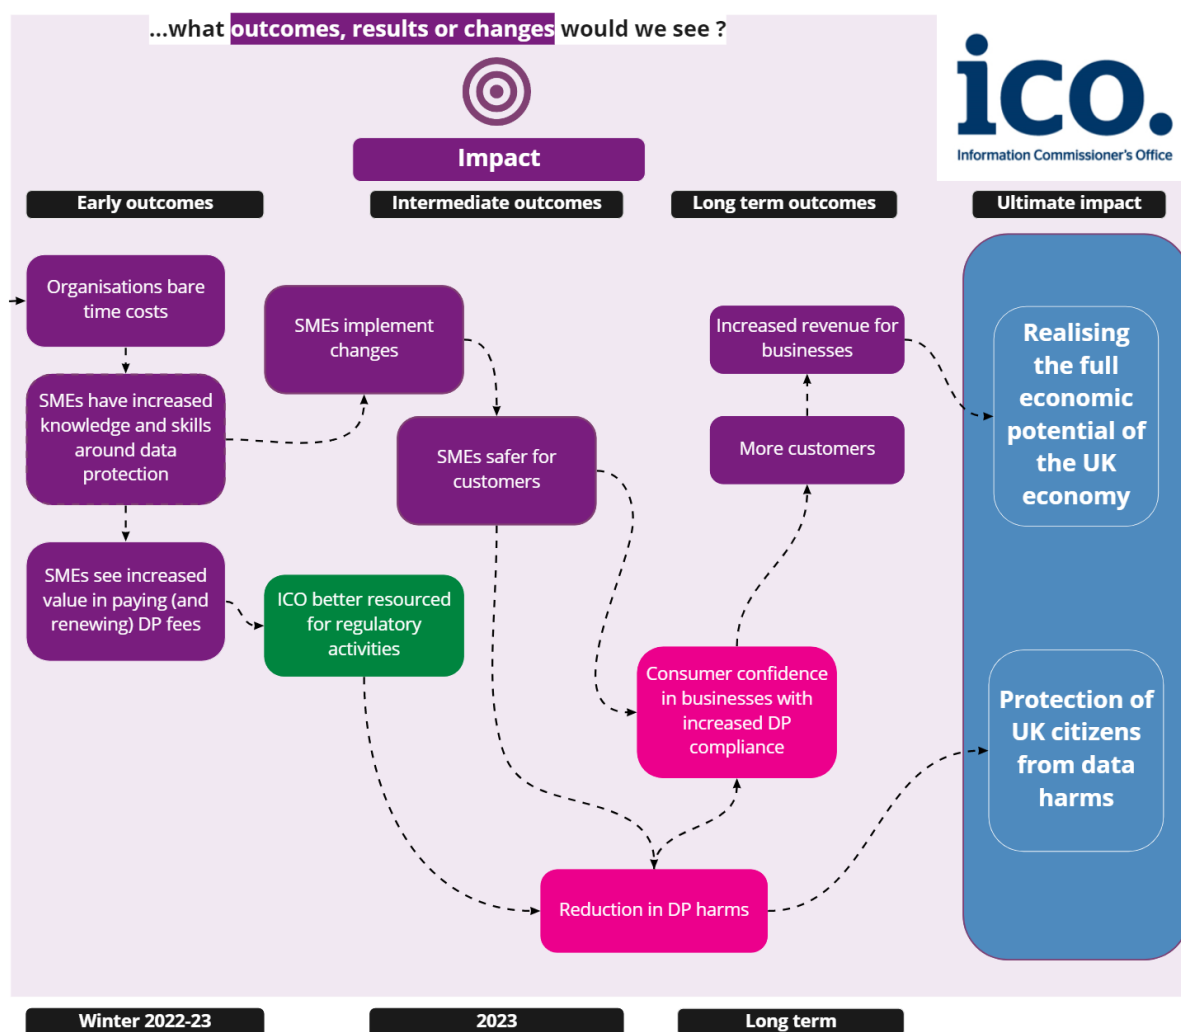 ...what outcomes, results or changes would we see ?
ico.
Information Commissioner's Office
Impact
Early outcomes
Intermediate outcomes
Long term outcomes
Ultimate impact
Organisations bare
time costs
SMEs have increased
knowledge and skills
around data
protection
SMEs see increased
value in paying (and
renewing) DP fees
SMEs implement
changes
SMEs safer for
customers
ICO better resourced
for regulatory
activities
Increased revenue for
businesses
More customers
Consumer confidence
in businesses with
increased DP
compliance
Reduction in DP harms
Realising
the full
economic
potential of
the UK
economy
Protection of
UK citizens
from data
harms
Winter 2022-23
2023
Long term